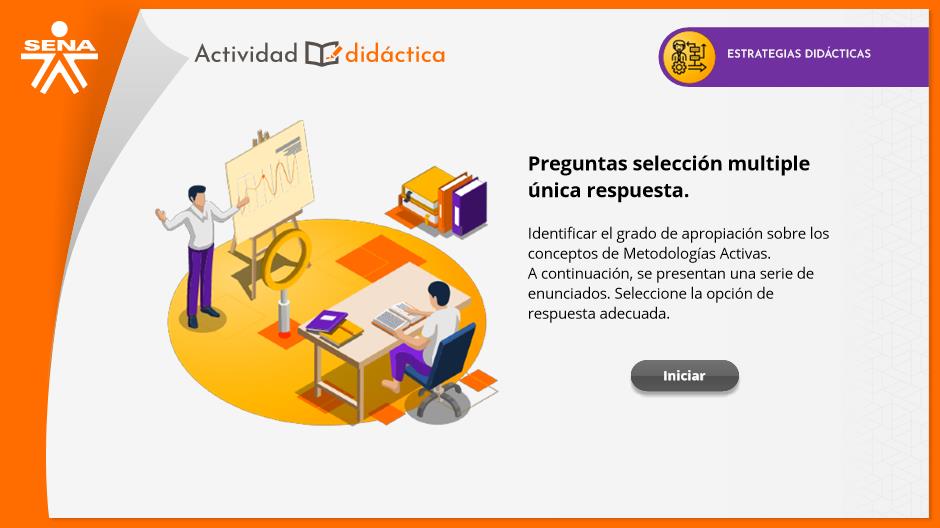 SENA
Actividad didáctica
ESTRATEGIAS DIDÁCTICAS
Preguntas selección multiple
única respuesta.
Identificar el grado de apropiación sobre los
conceptos de Metodologías Activas.
A continuación, se presentan una serie de
enunciados. Seleccione la opción de
respuesta adecuada.
Iniciar